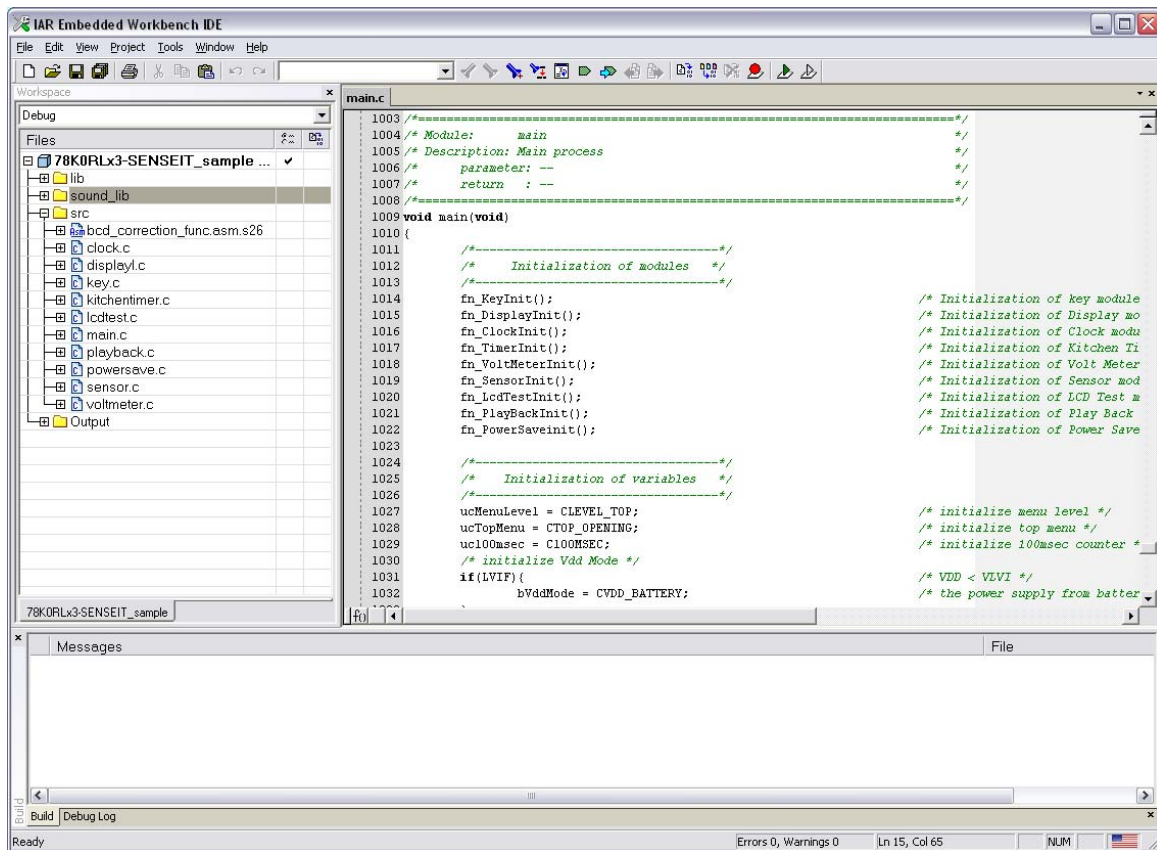 IAR Embedded Workbench IDE
File Edit View Project Tools Window Help
Workspace
main.c
Debug
Files
78K0RLx3-SENSEIT_sample ...
lib
sound_lib
src
bcd_correction_func.asm.s26
clock.c
displayl.c
key.c
kitchentimer.c
lcdtest.c
main.c
playback.c
powersave.c
sensor.c
voltmeter.c
Output
78K0RLx3-SENSEIT_sample
1003 /*===========================================================================*/
1004 /* Module: main */
1005 /* Description: Main process */
1006 /* parameter: -- */
1007 /* return : -- */
1008 /*===========================================================================*/
1009 void main(void)
1010 {
1011 /*----------------------------------*/
1012 /* Initialization of modules */
1013 /*----------------------------------*/
1014 fn_KeyInit(); /* Initialization of key module
1015 fn_DisplayInit(); /* Initialization of Display mo
1016 fn_ClockInit(); /* Initialization of Clock modu
1017 fn_TimerInit(); /* Initialization of Kitchen Ti
1018 fn_VoltMeterInit(); /* Initialization of Volt Meter
1019 fn_SensorInit(); /* Initialization of Sensor mod
1020 fn_LcdTestInit(); /* Initialization of LCD Test m
1021 fn_PlayBackInit(); /* Initialization of Play Back
1022 fn_PowerSaveinit(); /* Initialization of Power Save
1023
1024 /*----------------------------------*/
1025 /* Initialization of variables */
1026 /*----------------------------------*/
1027 ucMenuLevel = CLEVEL_TOP; /* initialize menu level */
1028 ucTopMenu = CTOP_OPENING; /* initialize top menu */
1029 uc100msec = C100MSEC; /* initialize 100msec counter *
1030 /* initialize Vdd Mode */
1031 if(LVIF){ /* VDD < VLVI */
1032 bVddMode = CVDD_BATTERY; /* the power supply from batter
f()
Messages File
Build
Build Debug Log
Ready Errors 0, Warnings 0 Ln 15, Col 65 NUM